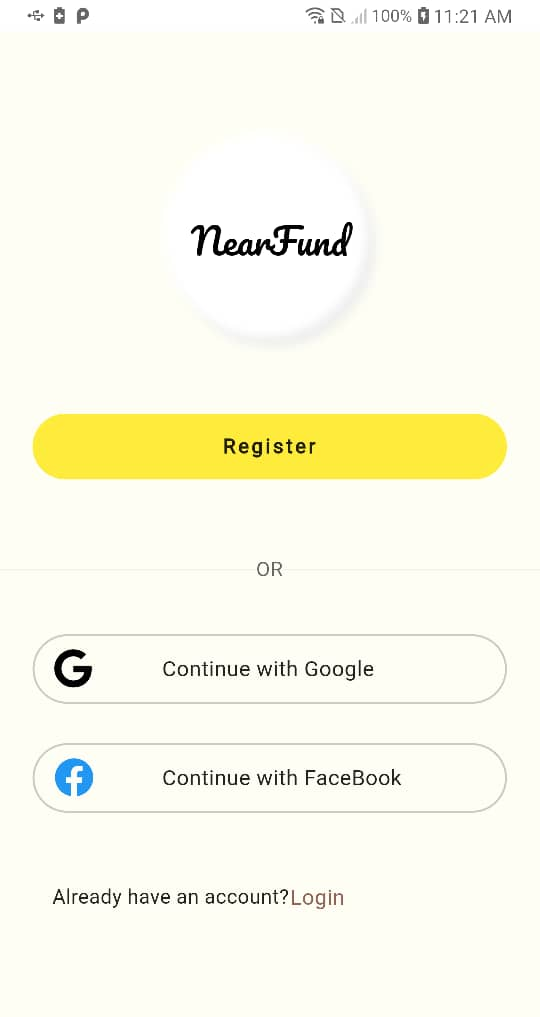 100% 11:21 AM
NearFund
Register
OR
Continue with Google
Continue with FaceBook
Already have an account?Login